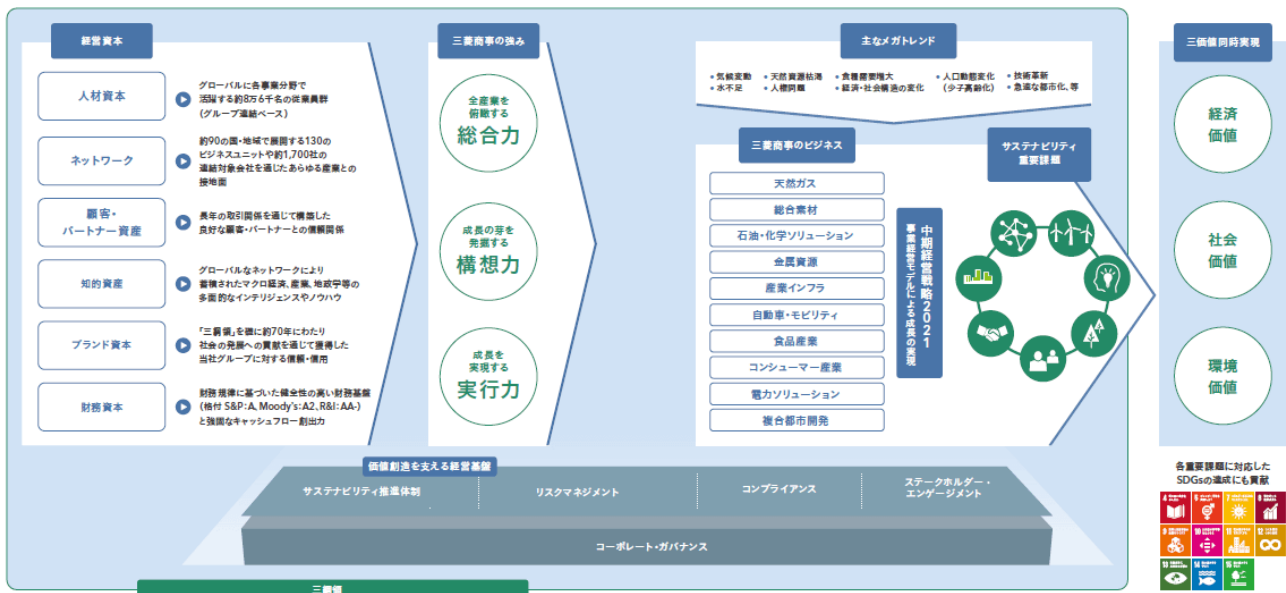 経営資本
人材資本
グローバルに各事業分野で
活躍する約8万6千名の従業員群
(グループ連結ベース)
ネットワーク
約90の国・地域で展開する130の
ビジネスユニットや約1,700社の
連結対象会社を通じたあらゆる産業との
接地面
顧客・
パートナー資産
長年の取引関係を通じて構築した
良好な顧客・パートナーとの信頼関係
知的資産
グローバルなネットワークにより
蓄積されたマクロ経済、産業、地政学等の
多面的なインテリジェンスやノウハウ
ブランド資本
「三綱領」を礎に約70年にわたり
社会の発展への貢献を通じて獲得した
当社グループに対する信頼・信用
財務資本
財務規律に基づいた健全性の高い財務基盤
(格付 S&P:A、Moody's:A2、R&I:AA-)
と強固なキャッシュフロー創出力
三菱商事の強み
全産業を
俯瞰する
総合力
成長の芽を
発掘する
構想力
成長を
実現する
実行力
主なメガトレンド
• 気候変動
• 水不足
• 天然資源枯渇
• 人権問題
• 食糧需要増大
• 経済・社会構造の変化
• 人口動態変化
(少子高齢化)
• 技術革新
• 急速な都市化、等
三菱商事のビジネス
天然ガス
総合素材
石油・化学ソリューション
金属資源
産業インフラ
自動車・モビリティ
食品産業
コンシューマー産業
電力ソリューション
複合都市開発
中期経営戦略2021
事業経営モデルによる成長の実現
サステナビリティ
重要課題
三価値同時実現
経済
価値
社会
価値
環境
価値
各重要課題に対応した
SDGsの達成にも貢献
価値創造を支える経営基盤
サステナビリティ推進体制
リスクマネジメント
コンプライアンス
ステークホルダー・
エンゲージメント
コーポレート・ガバナンス
三綱領